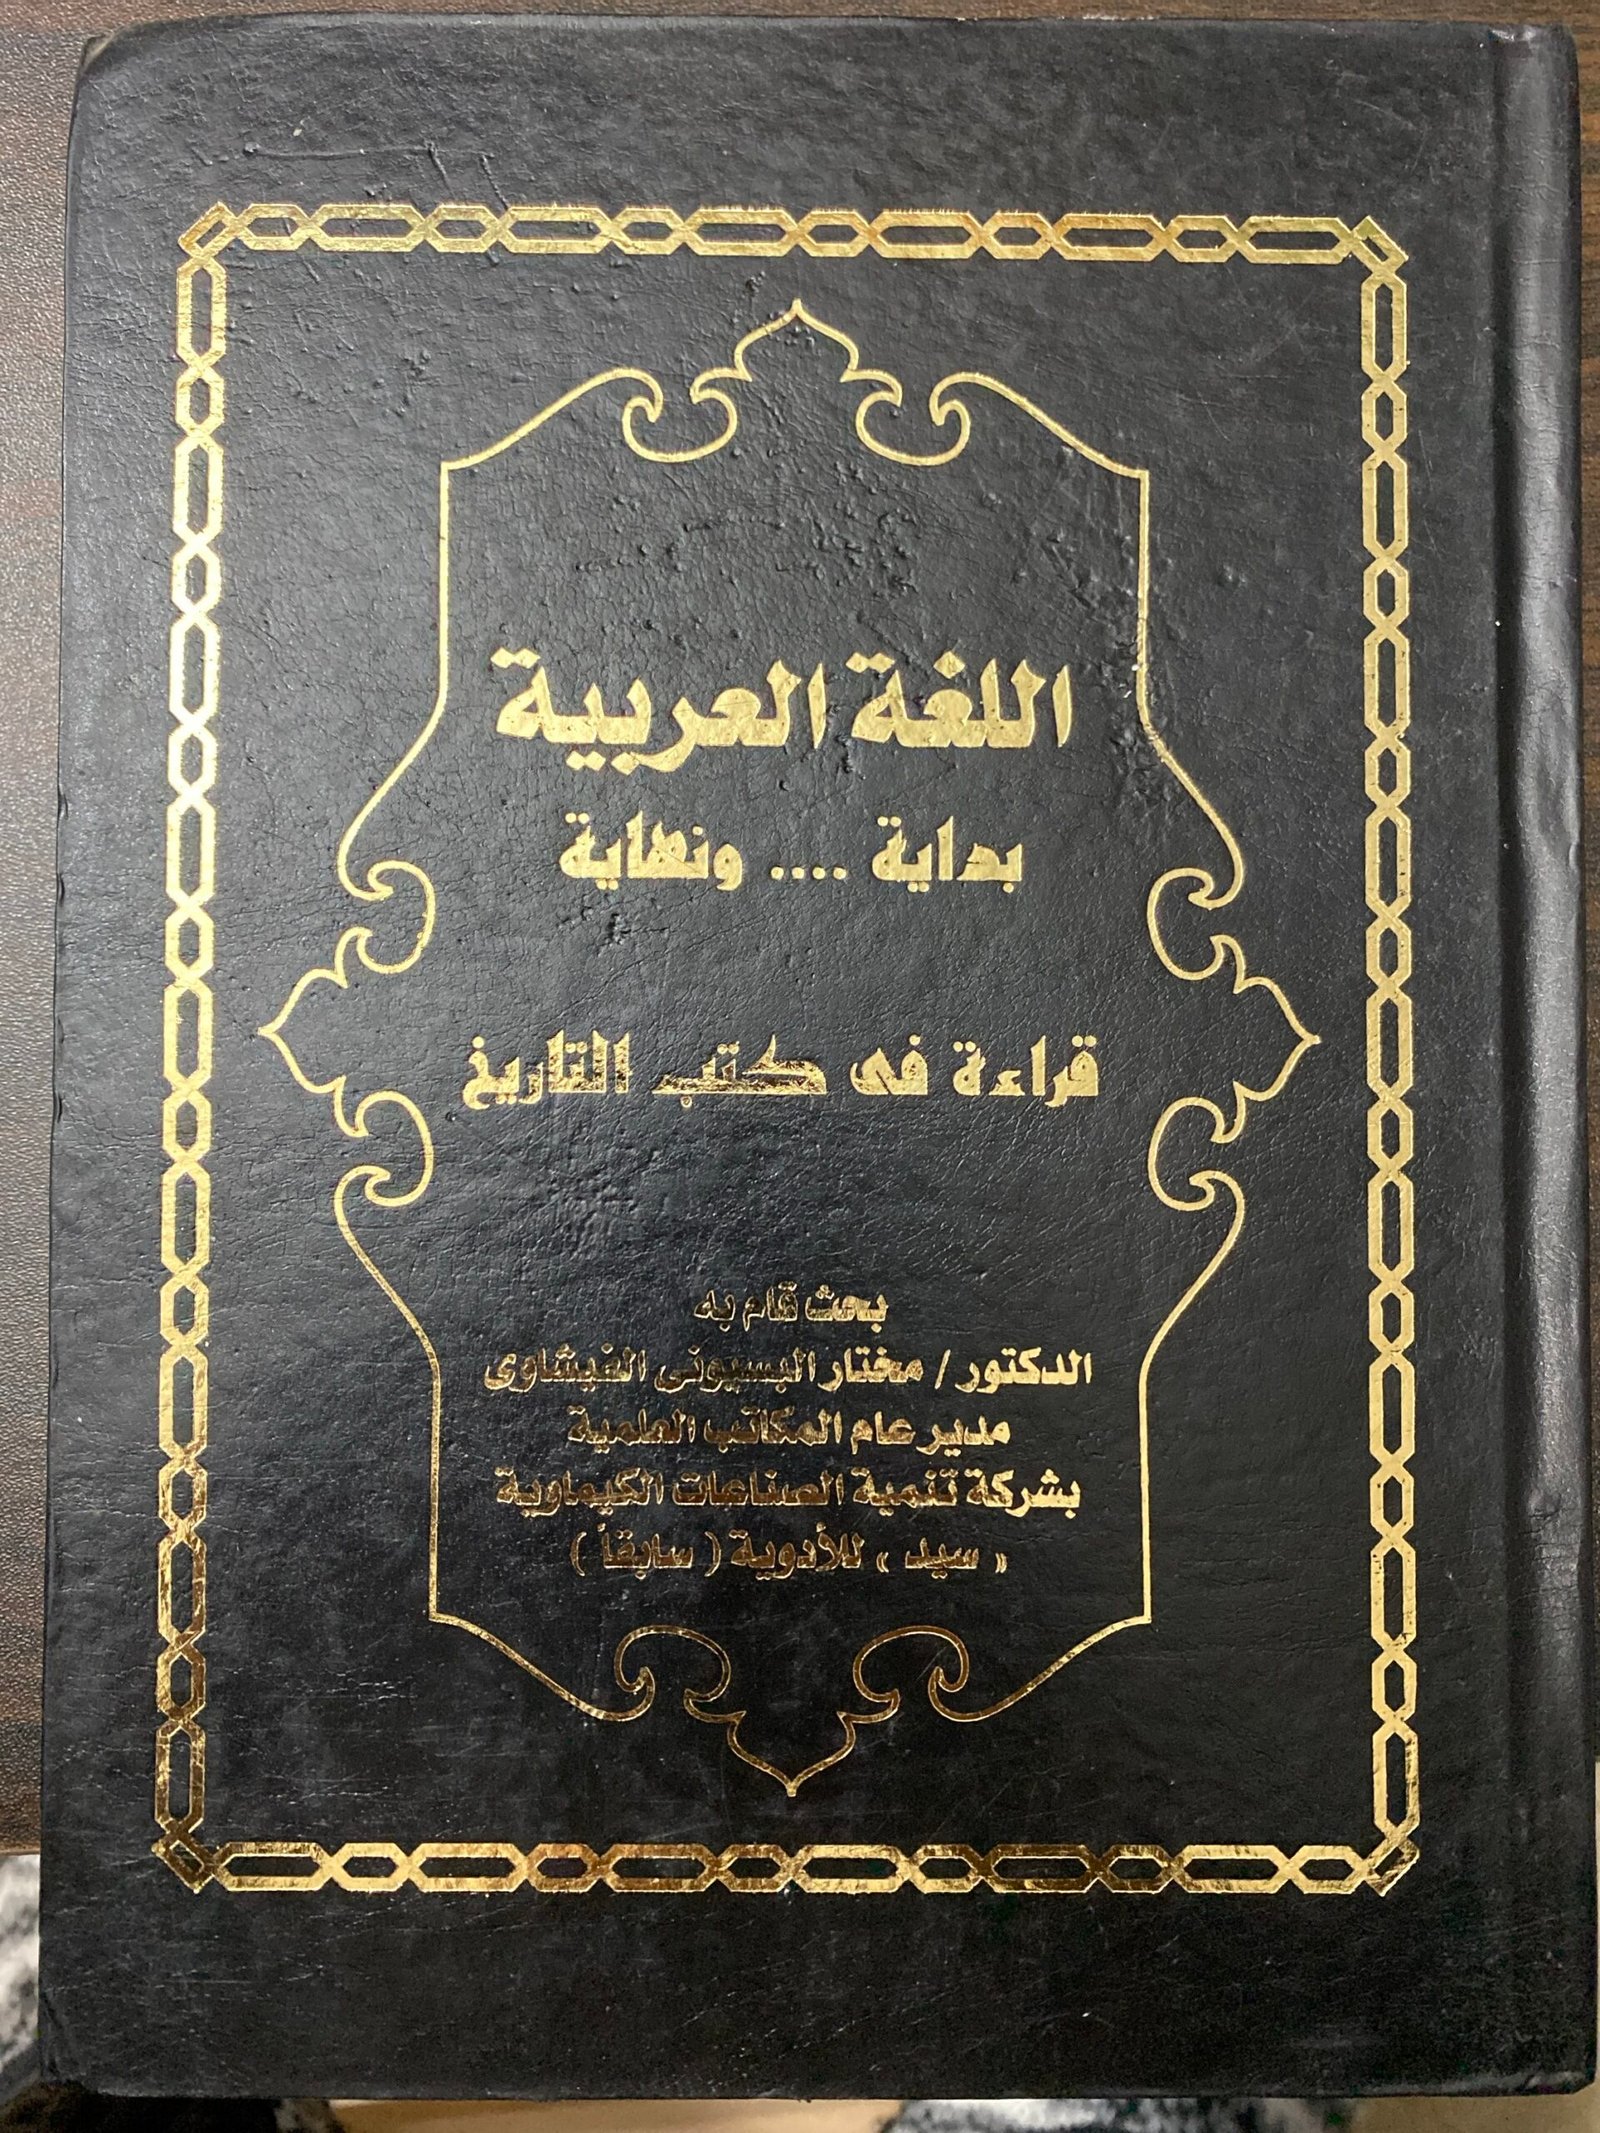 اللغة العربية
بداية .... ونهاية
قراءة فى كتب التاريخ
بحث قام به
الدكتور / مختار البسيونى الفيشاوى
مدير عام المكاتب العلمية
بشركة تنمية الصناعات الكيماوية
« سيد » للأدوية ( سابقاً )